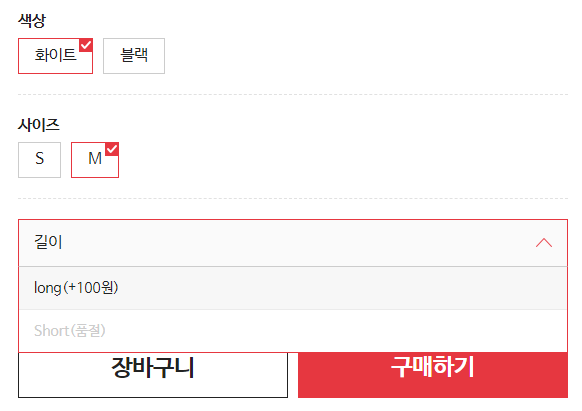 색상
화이트 블랙
사이즈
S M
길이
long(+100원)
Short(품절)
장바구니 구매하기